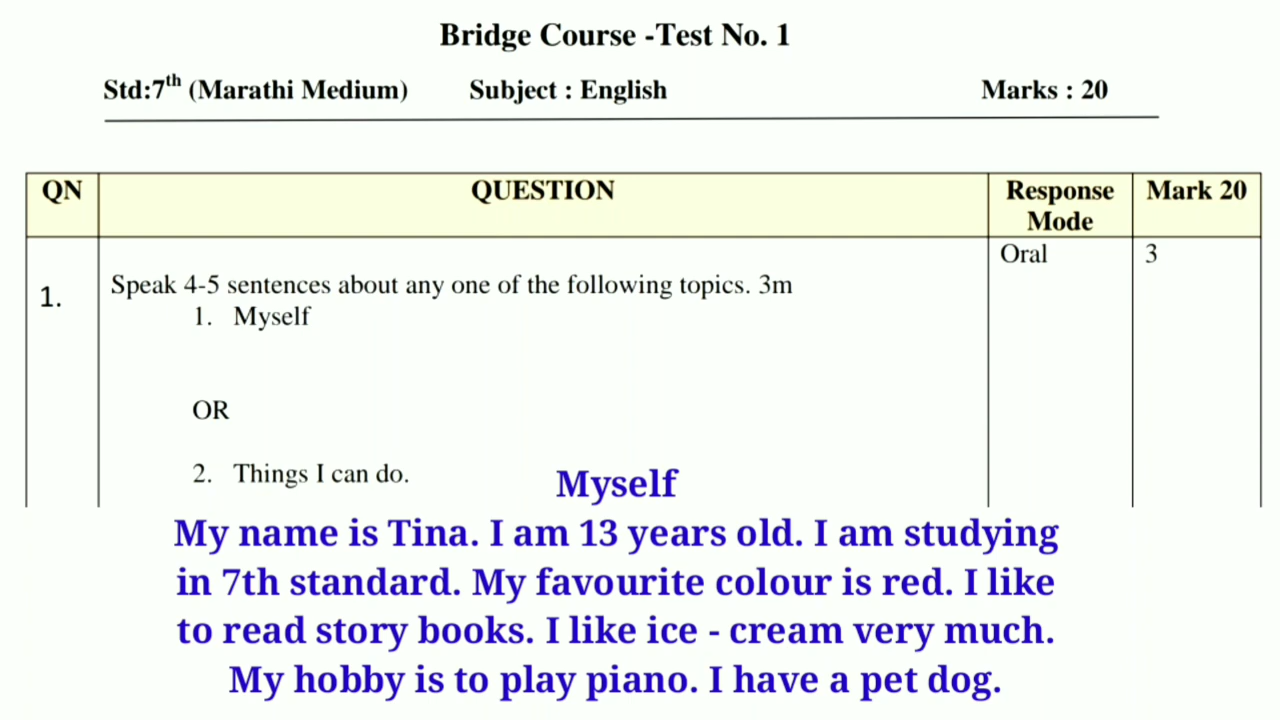 Bridge Course -Test No. 1
Std:7th (Marathi Medium) Subject : English Marks : 20
QN QUESTION Response Mode Mark 20
Oral 3
1. Speak 4-5 sentences about any one of the following topics. 3m
1. Myself
OR
2. Things I can do.
Myself
My name is Tina. I am 13 years old. I am studying
in 7th standard. My favourite colour is red. I like
to read story books. I like ice - cream very much.
My hobby is to play piano. I have a pet dog.